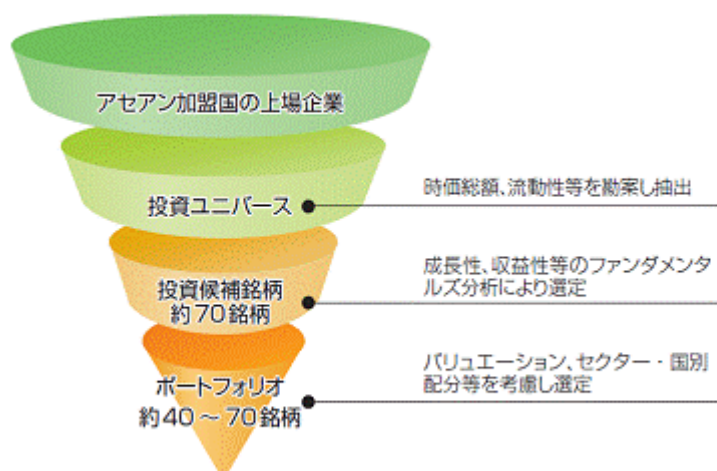 アセアン加盟国の上場企業
投資ユニバース
時価総額、流動性等を勘案し抽出
投資候補銘柄
約70銘柄
成長性、収益性等のファンダメンタ
ルズ分析により選定
ポートフォリオ
約40～70銘柄
バリュエーション、セクター・国別
配分等を考慮し選定